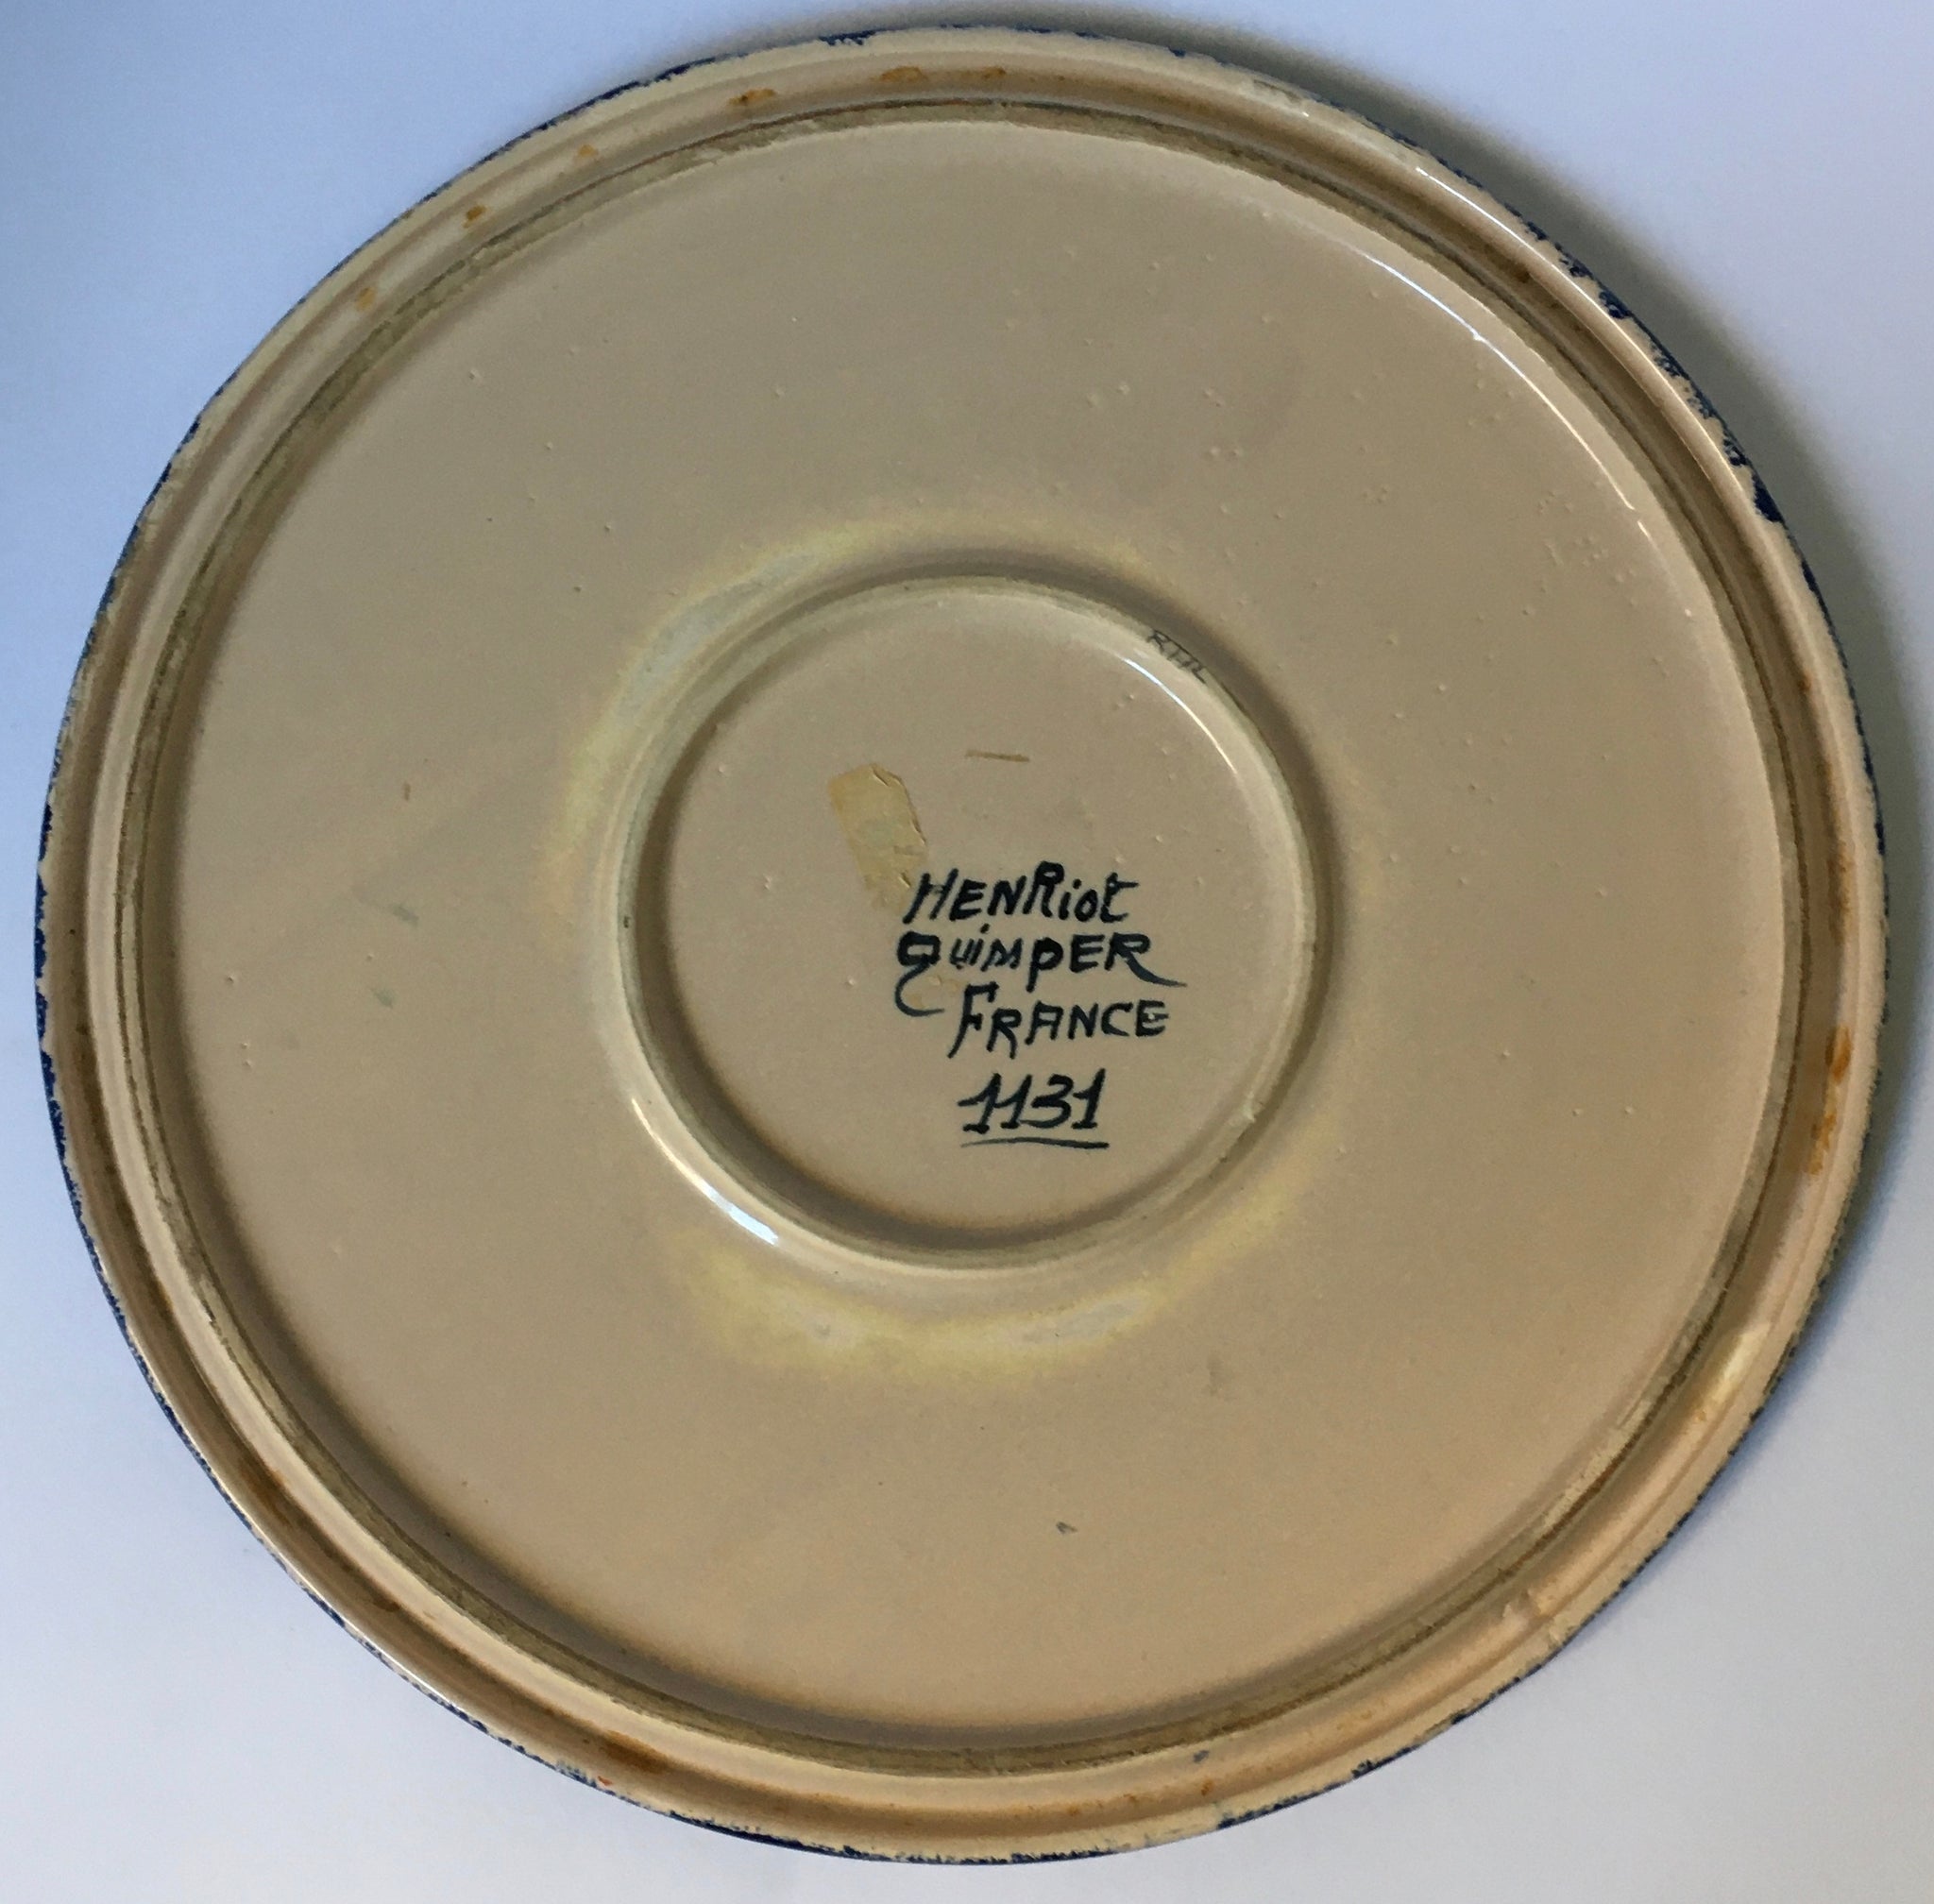 HENRiot
QuimPER
FRANCE
1131